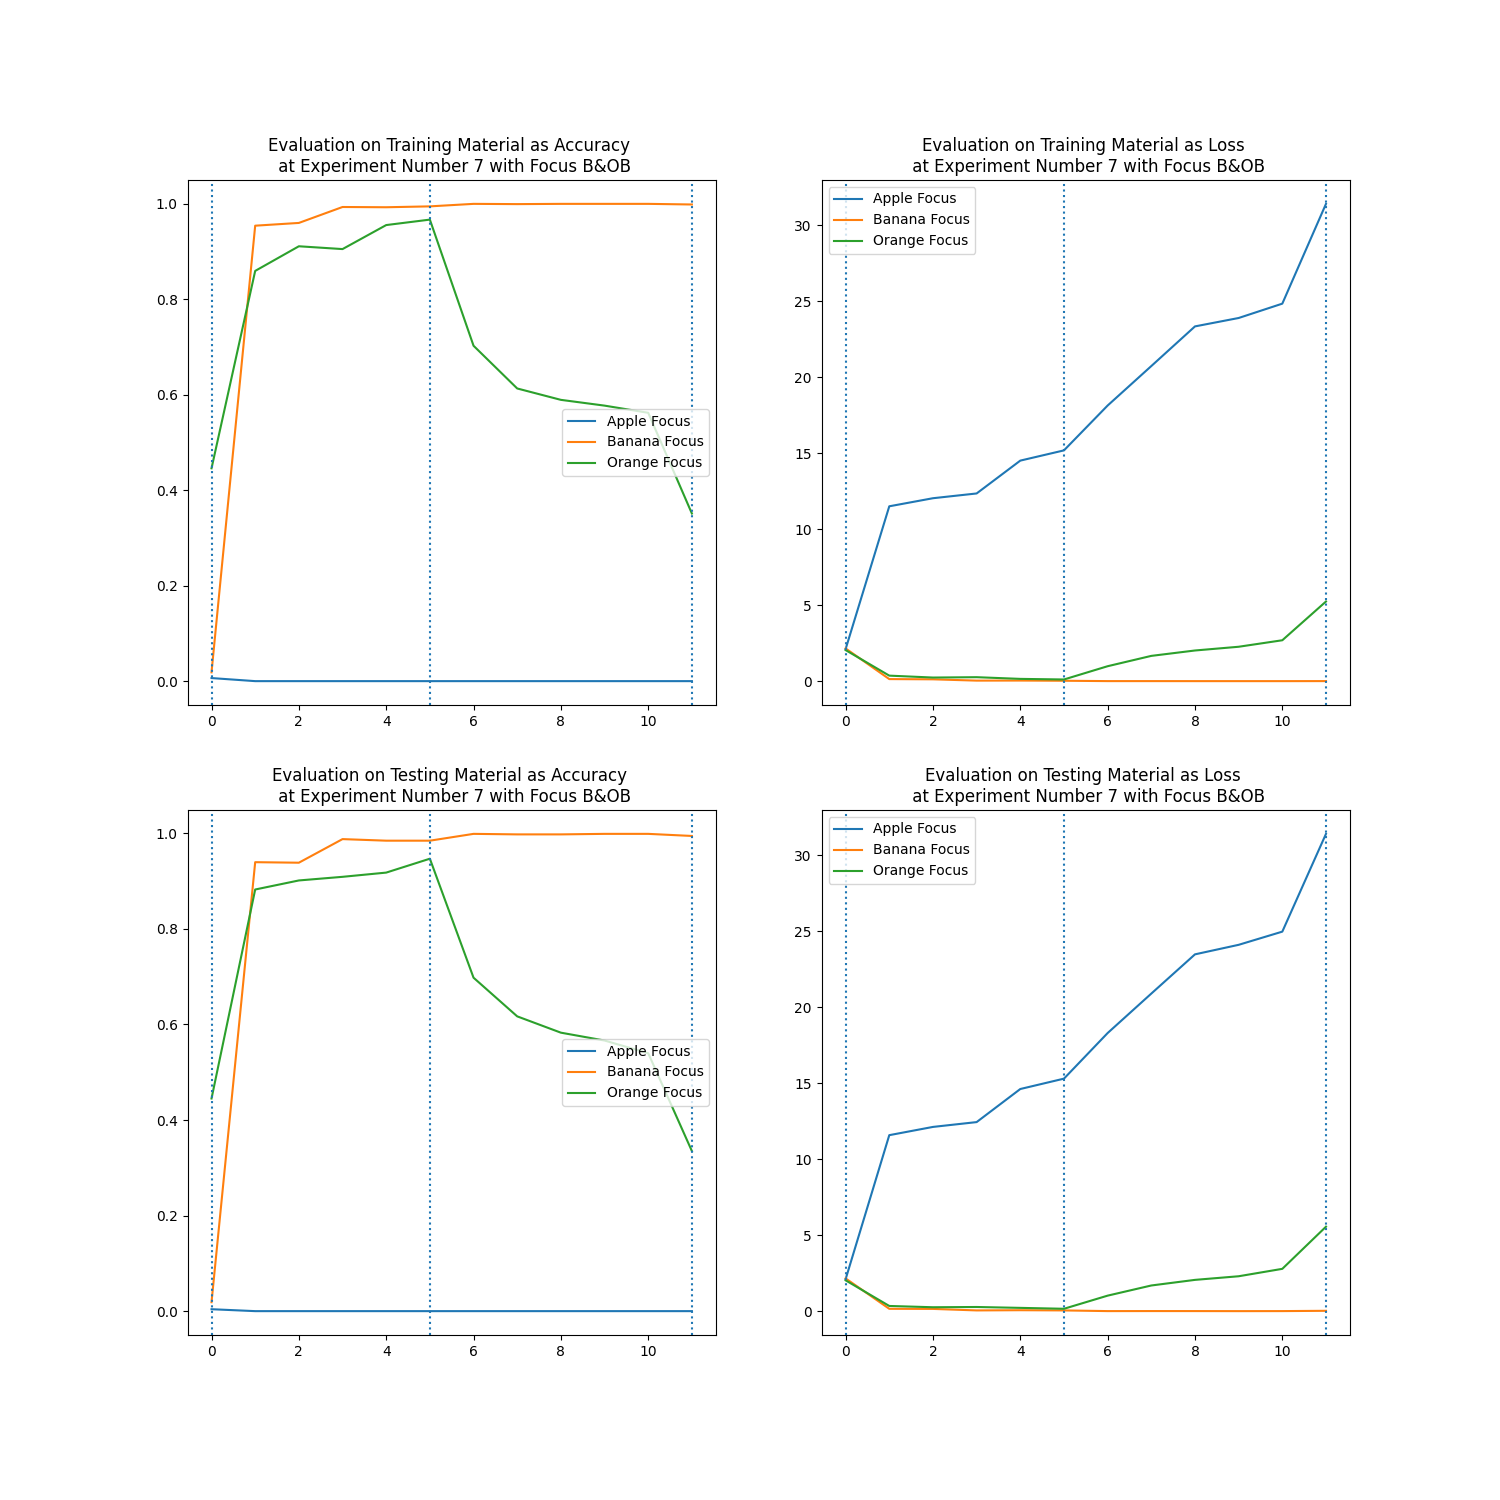 Evaluation on Training Material as Accuracy
at Experiment Number 7 with Focus B&OB
1.0
0.8
0.6
0.4
0.2
0.0
Apple Focus
Banana Focus
Orange Focus
0 2 4 6 8 10
Evaluation on Training Material as Loss
at Experiment Number 7 with Focus B&OB
Apple Focus
Banana Focus
Orange Focus
30
25
20
15
10
5
0
0 2 4 6 8 10
Evaluation on Testing Material as Accuracy
at Experiment Number 7 with Focus B&OB
1.0
0.8
0.6
0.4
0.2
0.0
Apple Focus
Banana Focus
Orange Focus
0 2 4 6 8 10
Evaluation on Testing Material as Loss
at Experiment Number 7 with Focus B&OB
Apple Focus
Banana Focus
Orange Focus
30
25
20
15
10
5
0
0 2 4 6 8 10